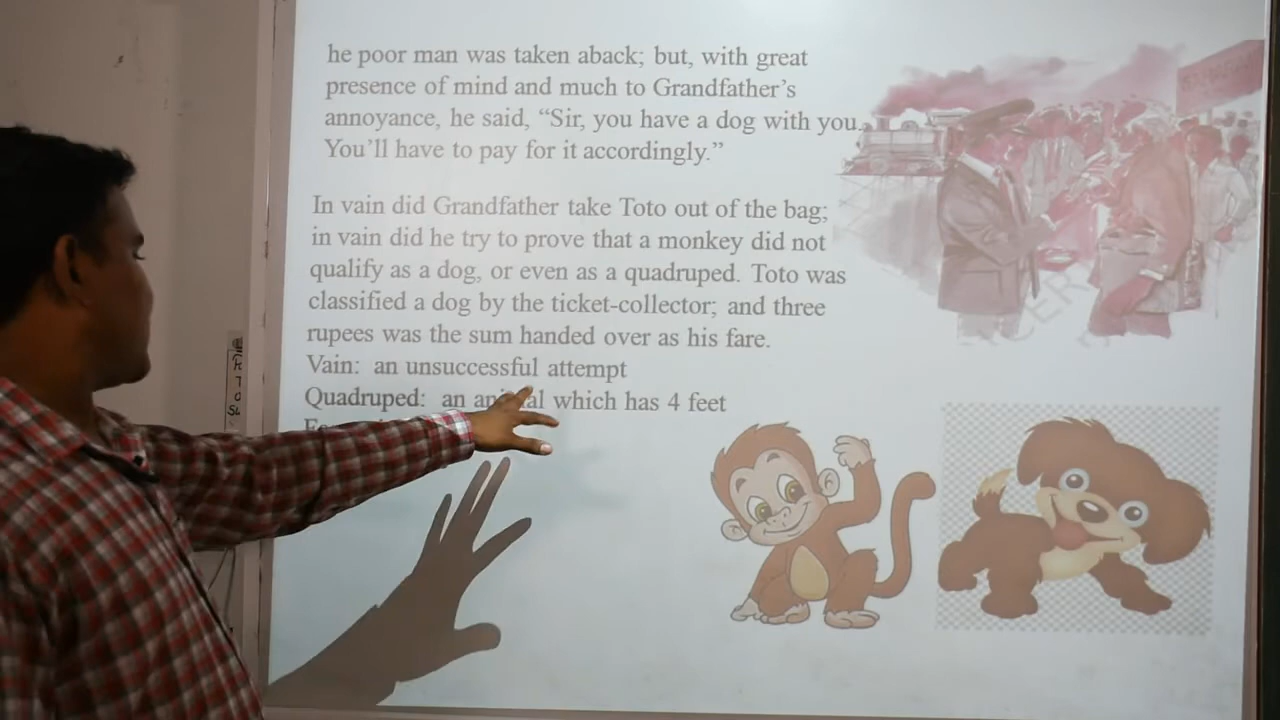 he poor man was taken aback; but, with great
presence of mind and much to Grandfather's
annoyance, he said, “Sir, you have a dog with you.
You'll have to pay for it accordingly.”
In vain did Grandfather take Toto out of the bag;
in vain did he try to prove that a monkey did not
qualify as a dog, or even as a quadruped. Toto was
classified a dog by the ticket-collector; and three
rupees was the sum handed over as his fare.
Vain: an unsuccessful attempt
Quadruped: an animal which has 4 feet